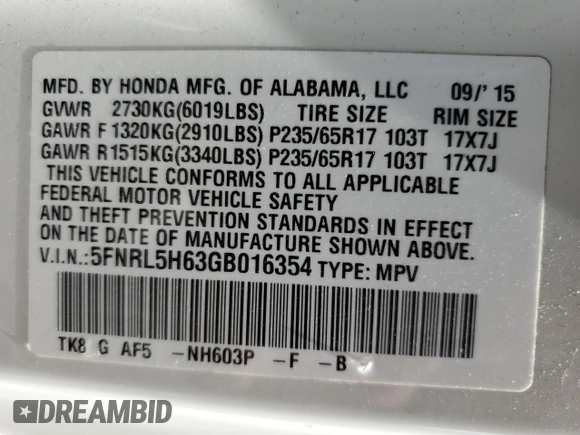 MFD. BY HONDA MFG. OF ALABAMA, LLC 09/'15
GVWR 2730KG(6019LBS) TIRE SIZE RIM SIZE
GAWR F1320KG(2910LBS) P235/65R17 103T 17X7J
GAWR R1515KG(3340LBS) P235/65R17 103T 17X7J
THIS VEHICLE CONFORMS TO ALL APPLICABLE
FEDERAL MOTOR VEHICLE SAFETY
AND THEFT PREVENTION STANDARDS IN EFFECT
ON THE DATE OF MANUFACTURE SHOWN ABOVE.
V.I.N.:5FNRL5H63GB016354 TYPE: MPV
TK8 G AF5 -NH603P -F -B
DREAMBID